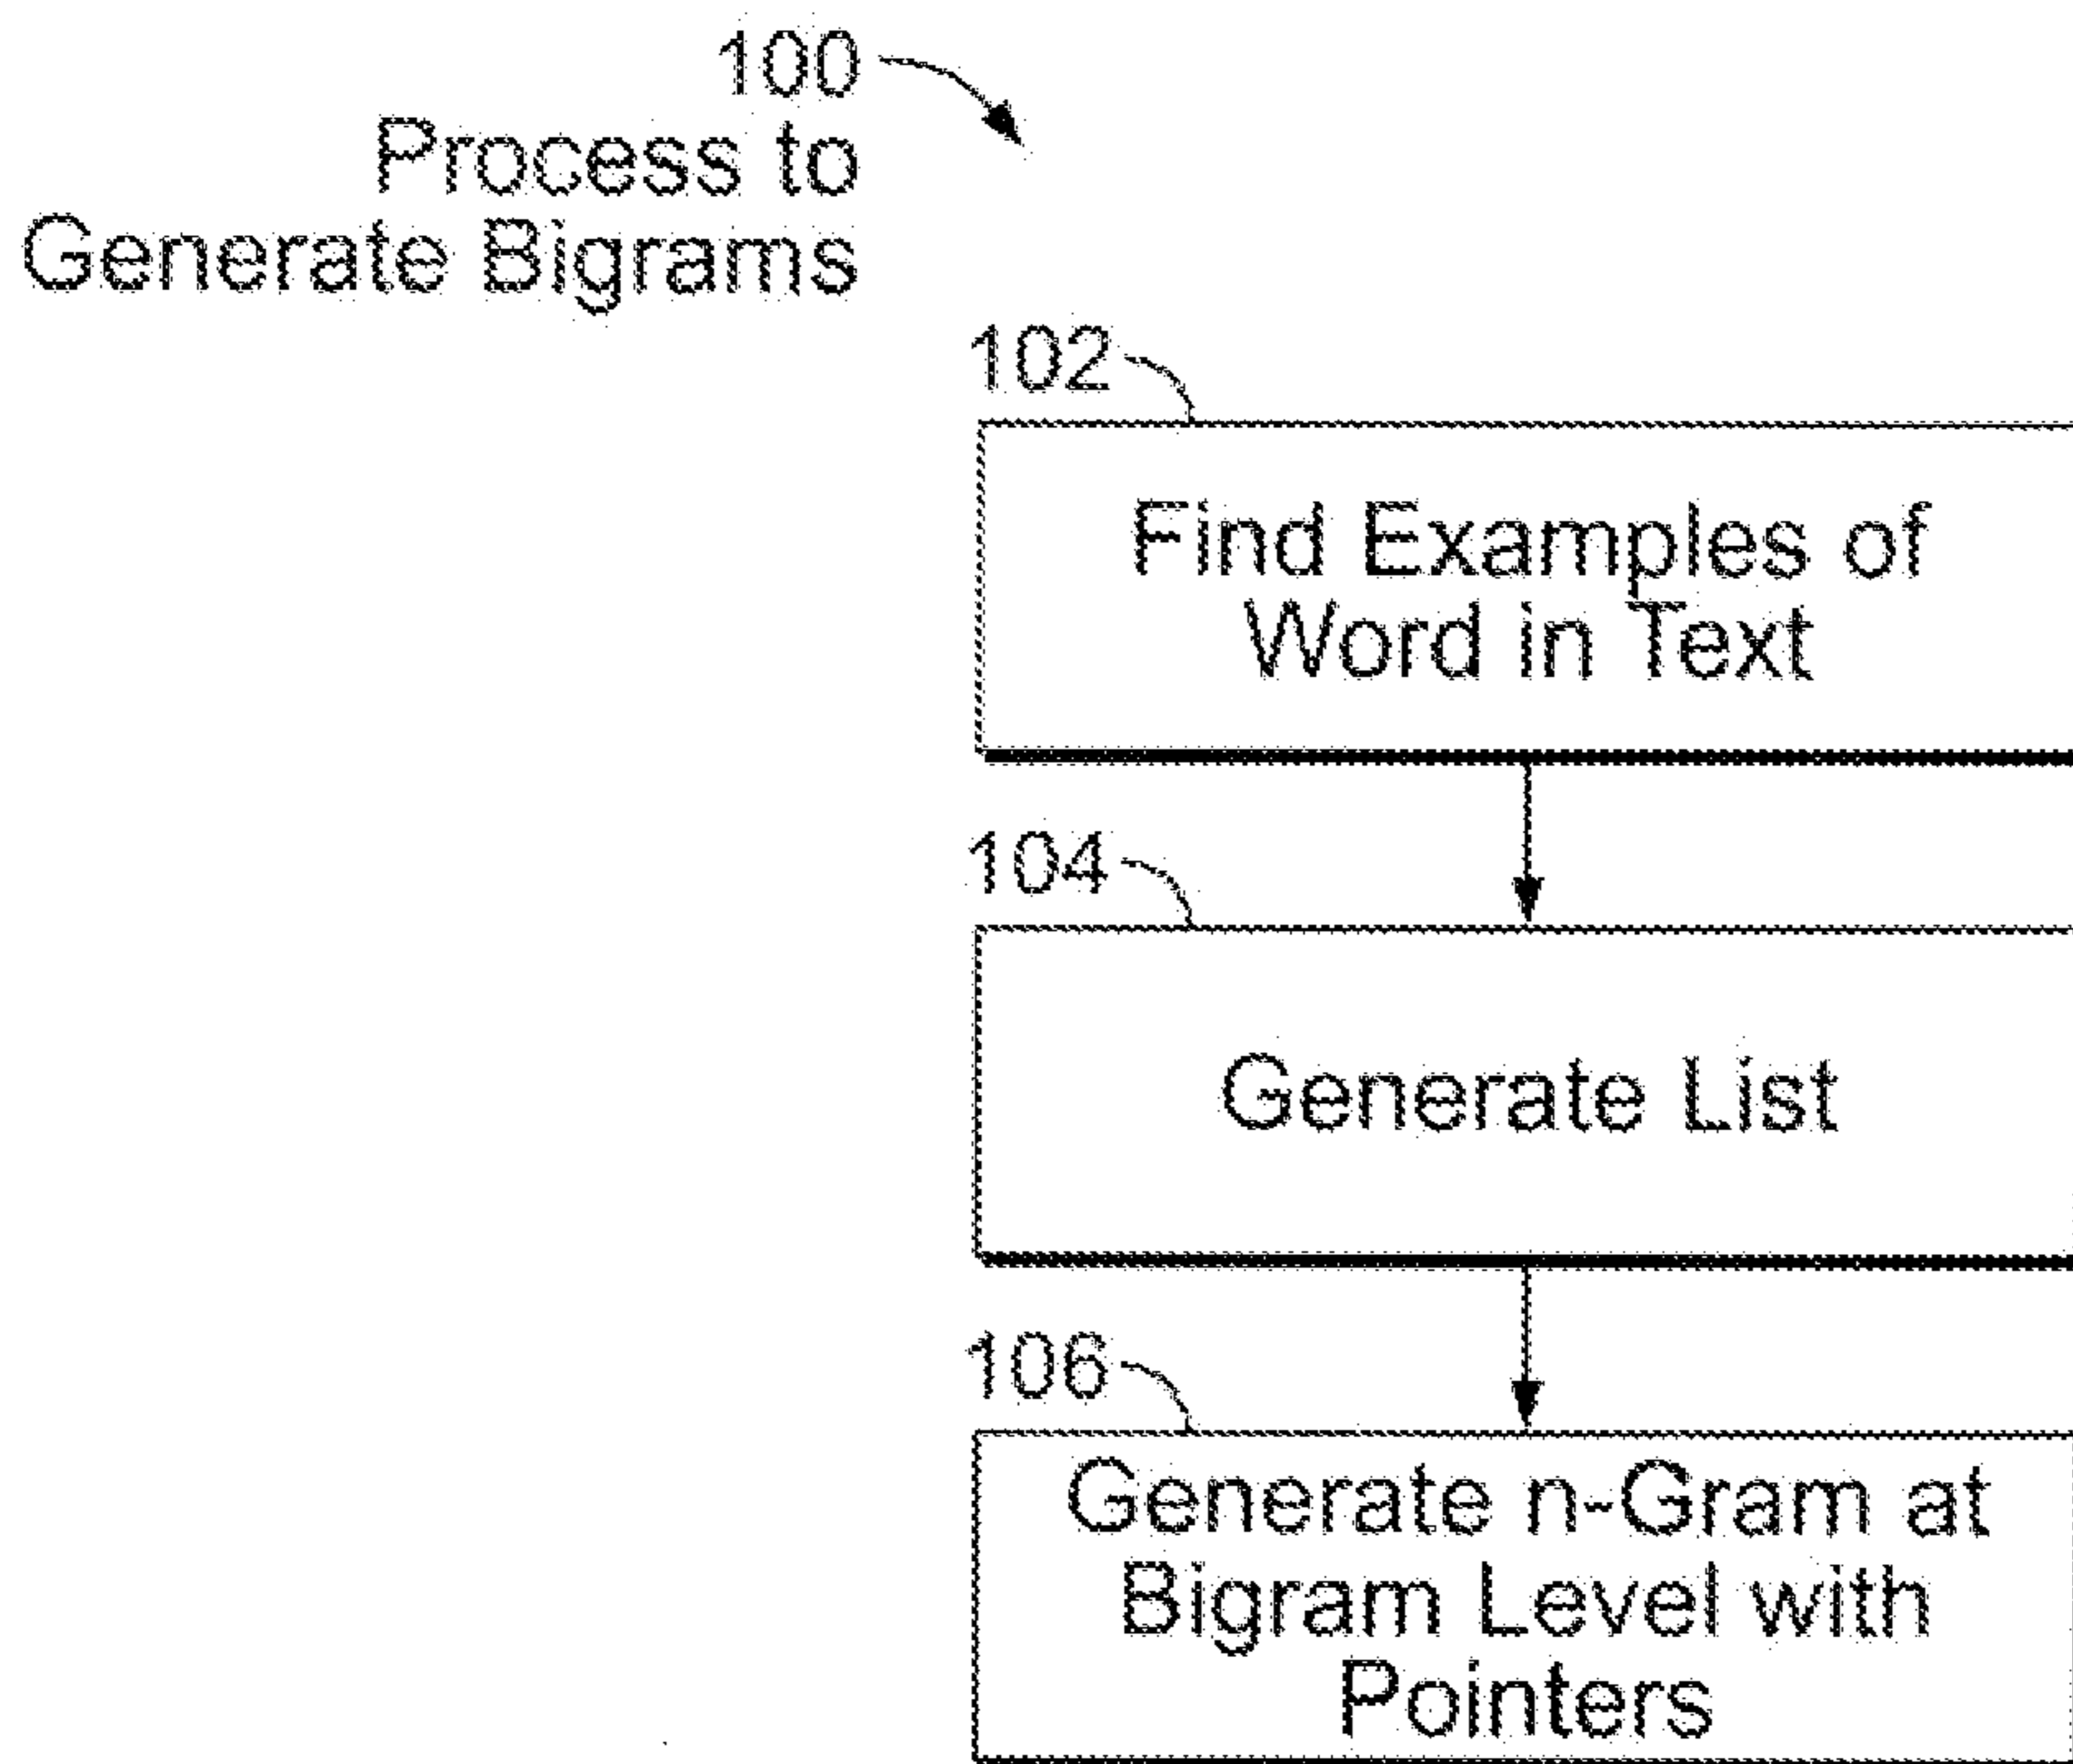 100
Process to
Generate Bigrams
102
Find Examples of
Word in Text
104
Generate List
106
Generate n-Gram at
Bigram Level with
Pointers